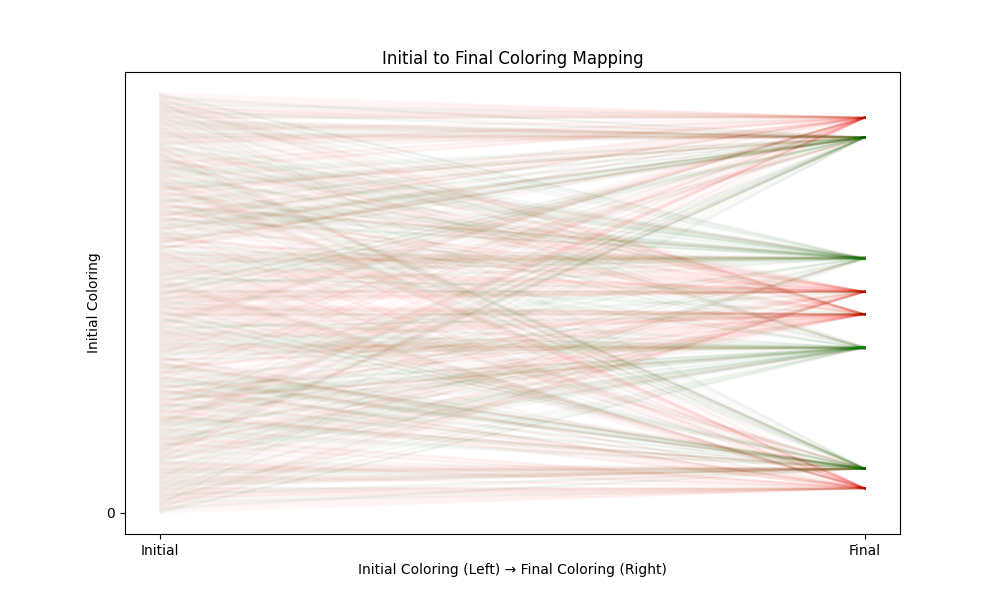 Initial to Final Coloring Mapping
Initial Coloring
0
Initial
Final
Initial Coloring (Left) → Final Coloring (Right)